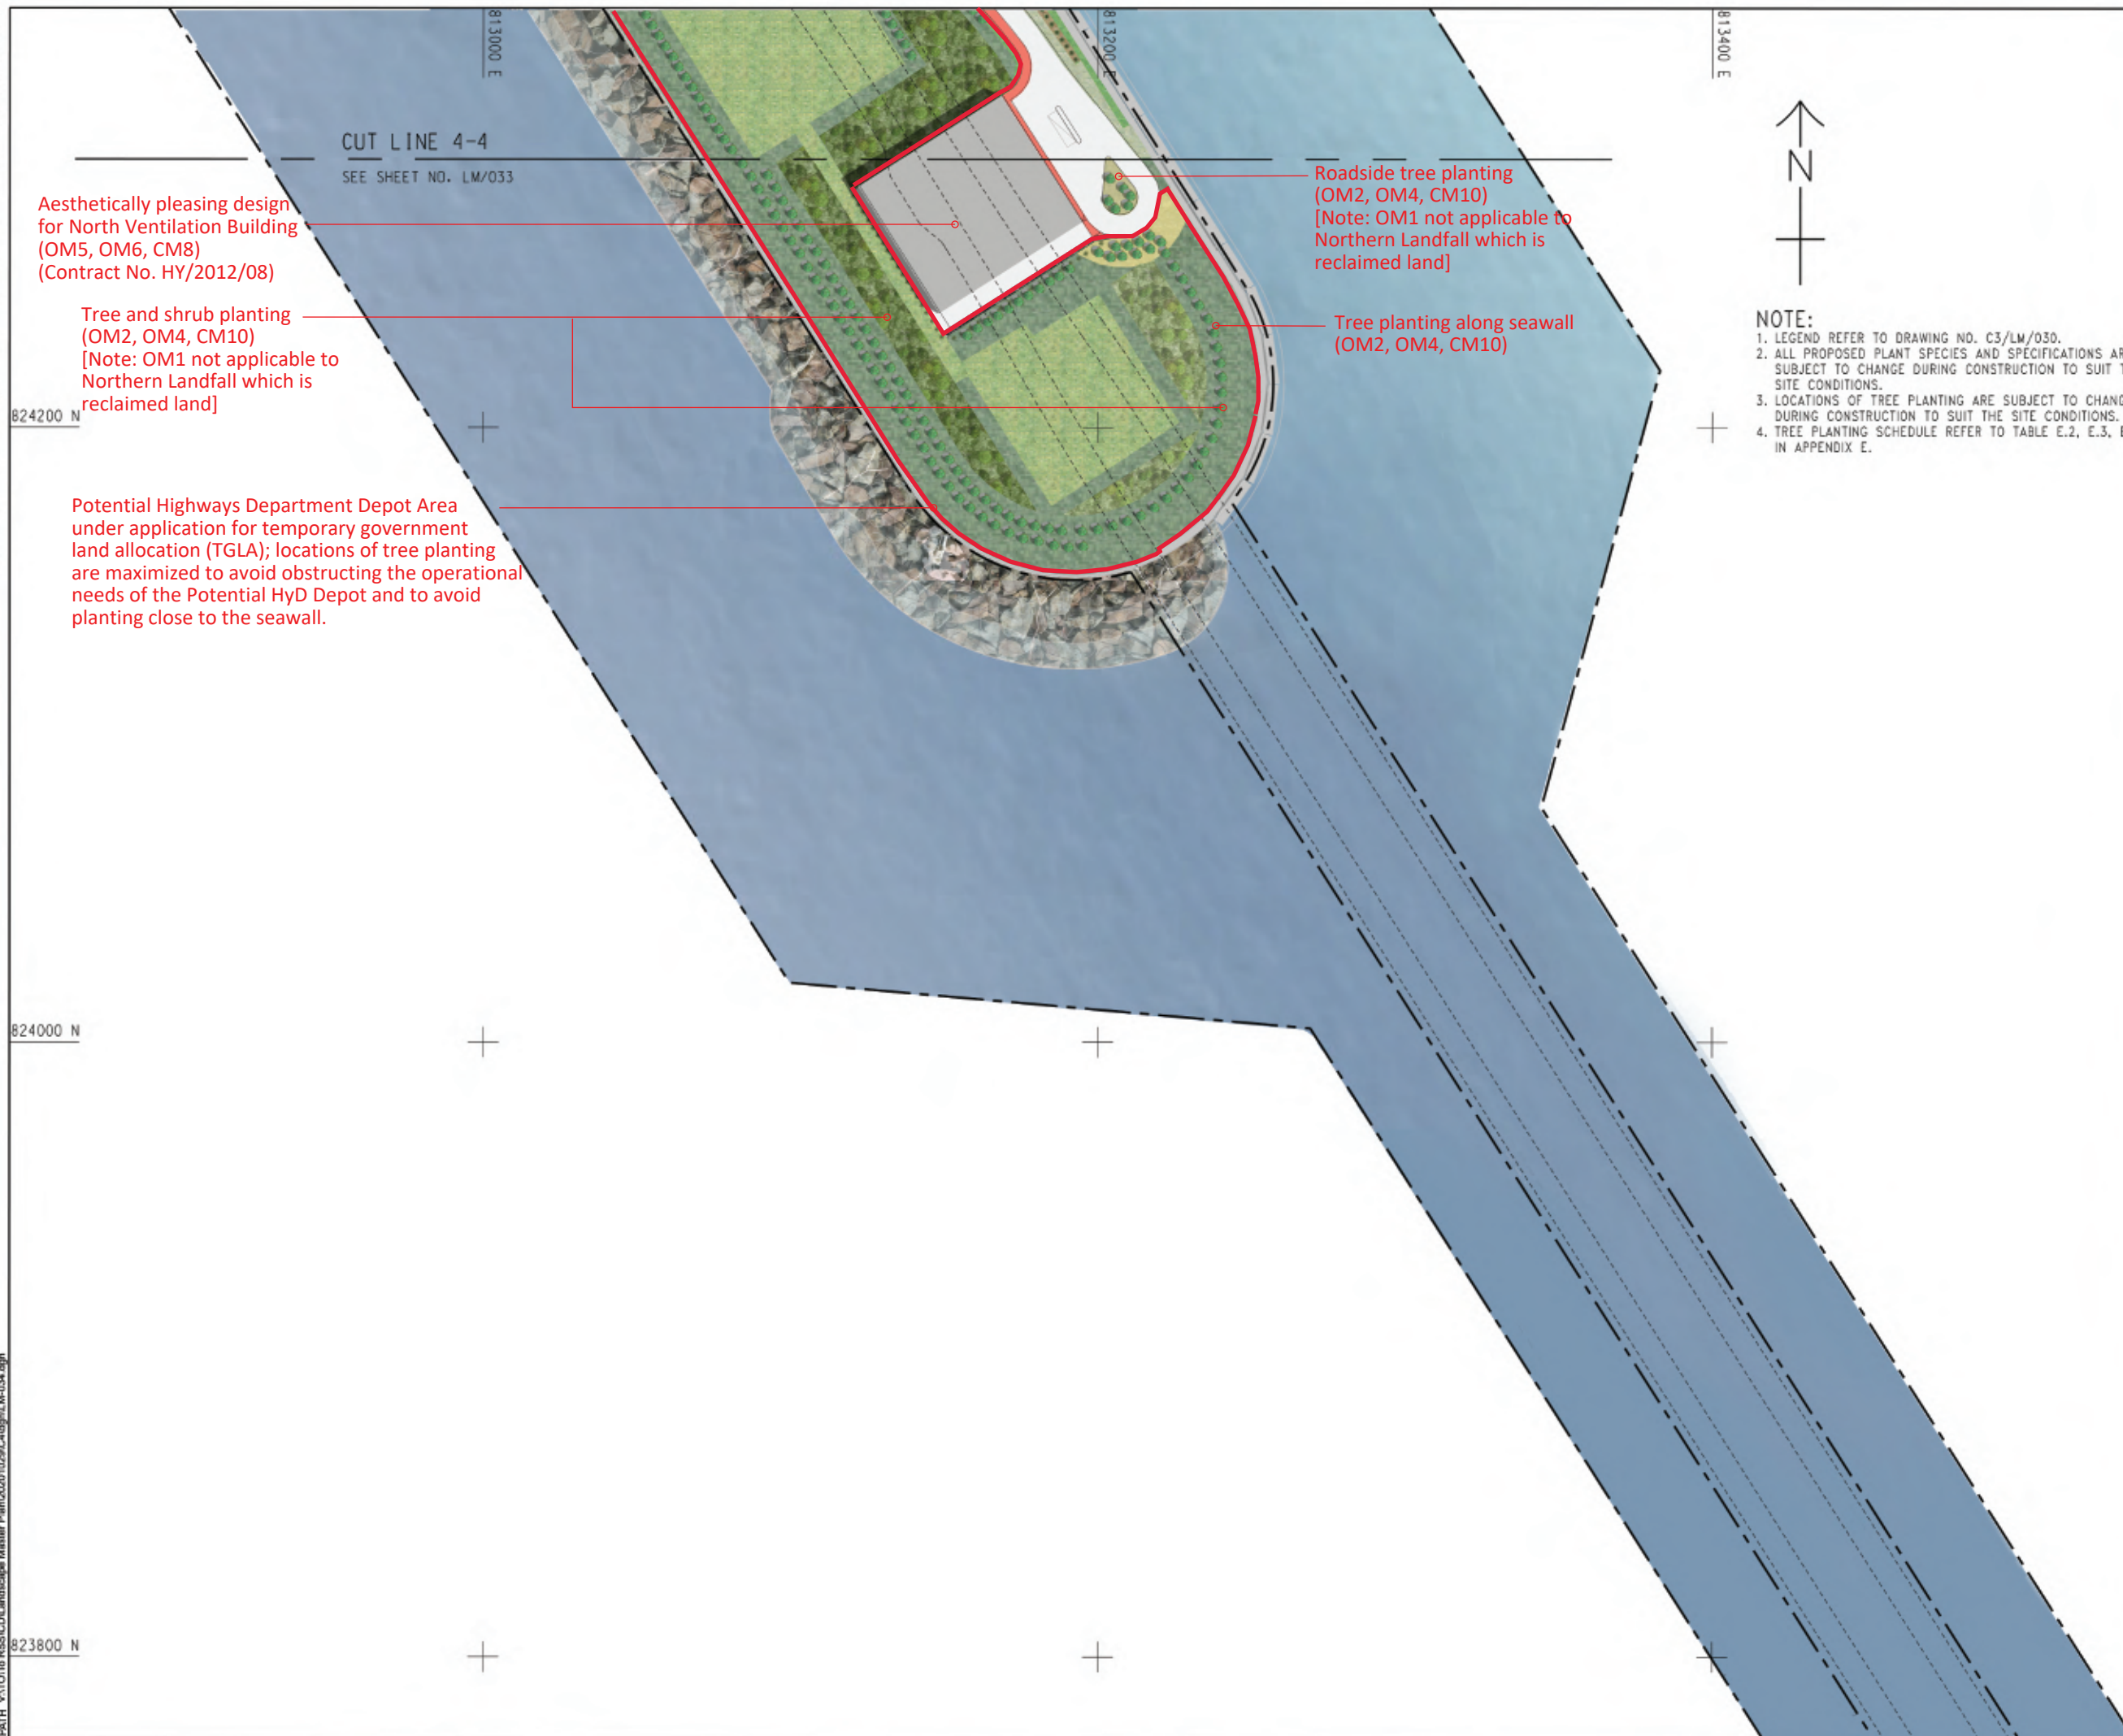 813000 E
813200 E
813400 E
CUT LINE 4-4
SEE SHEET NO. LM/033
Aesthetically pleasing design
for North Ventilation Building
(OM5, OM6, CM8)
(Contract No. HY/2012/08)
Tree and shrub planting
(OM2, OM4, CM10)
[Note: OM1 not applicable to
Northern Landfall which is
reclaimed land]
824200 N
Potential Highways Department Depot Area
under application for temporary government
land allocation (TGLA); locations of tree planting
are maximized to avoid obstructing the operational
needs of the Potential HyD Depot and to avoid
planting close to the seawall.
Roadside tree planting
(OM2, OM4, CM10)
[Note: OM1 not applicable to
Northern Landfall which is
reclaimed land]
Tree planting along seawall
(OM2, OM4, CM10)
N
NOTE:
1. LEGEND REFER TO DRAWING NO. C3/LM/030.
2. ALL PROPOSED PLANT SPECIES AND SPECIFICATIONS AR
SUBJECT TO CHANGE DURING CONSTRUCTION TO SUIT T
SITE CONDITIONS.
3. LOCATIONS OF TREE PLANTING ARE SUBJECT TO CHANG
DURING CONSTRUCTION TO SUIT THE SITE CONDITIONS.
4. TREE PLANTING SCHEDULE REFER TO TABLE E.2, E.3,
IN APPENDIX E.
824000 N
823800 N